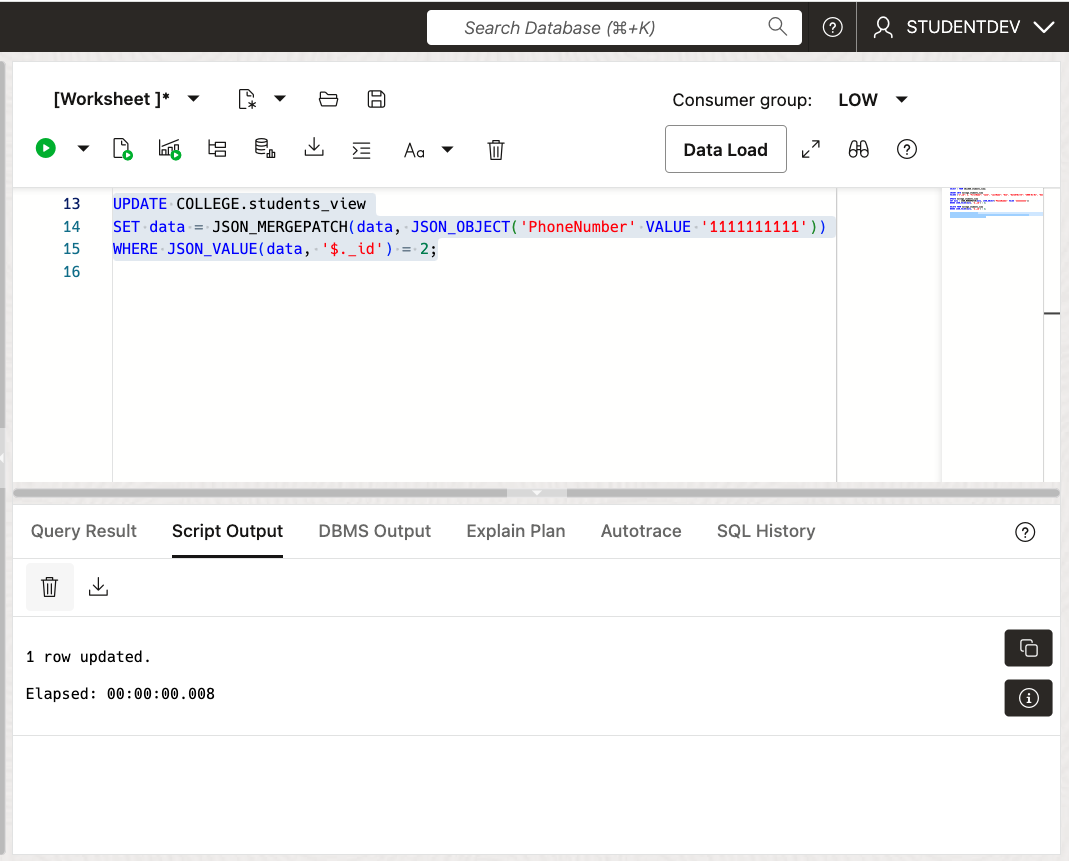 Search Database (⌘+K)
STUDENTDEV
[Worksheet ]*
Consumer group: LOW
Aa
Data Load
13 UPDATE COLLEGE.students_view
14 SET data = JSON_MERGEPATCH(data, JSON_OBJECT('PhoneNumber' VALUE '1111111111'))
15 WHERE JSON_VALUE(data, '$._id') = 2;
16
Query Result Script Output DBMS Output Explain Plan Autotrace SQL History
1 row updated.
Elapsed: 00:00:00.008